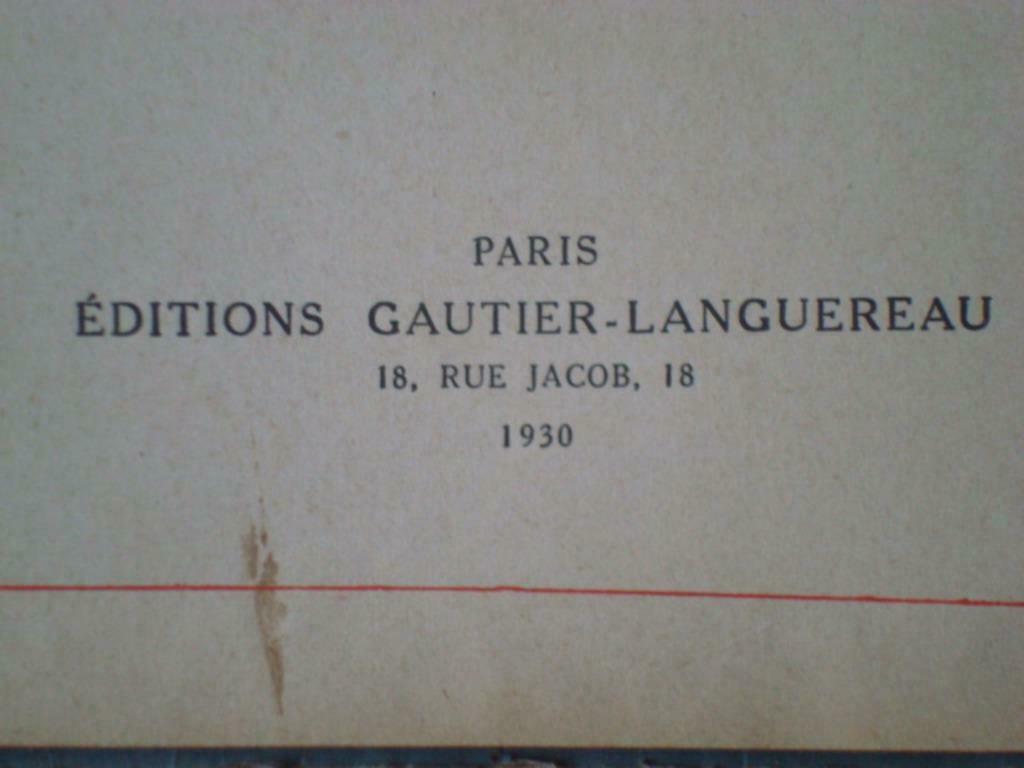 PARIS
ÉDITIONS GAUTIER-LANGUEREAU
18, RUE JACOB, 18
1930